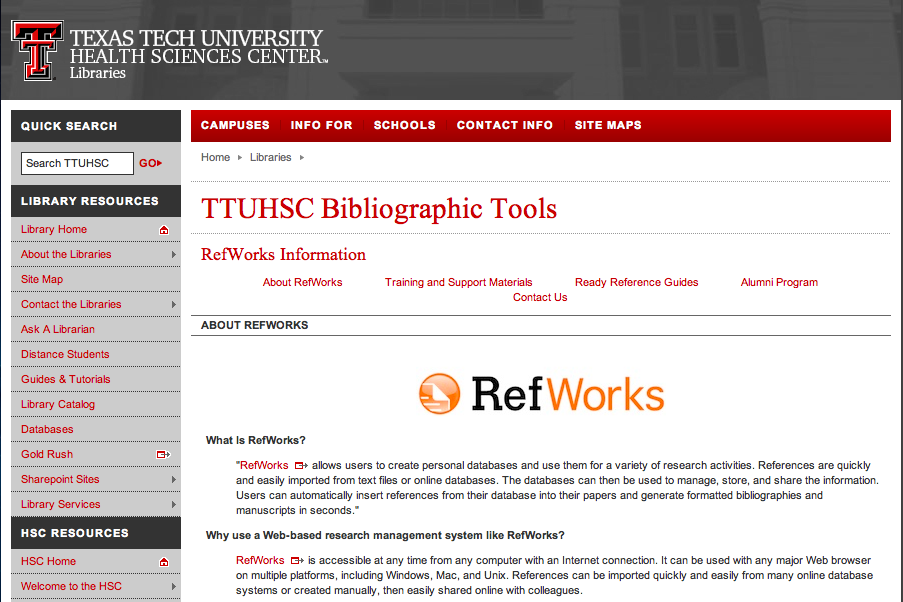 TEXAS TECH UNIVERSITY
HEALTH SCIENCES CENTER™
Libraries
QUICK SEARCH
Search TTUHSC GO
LIBRARY RESOURCES
Library Home
About the Libraries
Site Map
Contact the Libraries
Ask A Librarian
Distance Students
Guides & Tutorials
Library Catalog
Databases
Gold Rush
Sharepoint Sites
Library Services
HSC RESOURCES
HSC Home
Welcome to the HSC
CAMPUSES INFO FOR SCHOOLS CONTACT INFO SITE MAPS
Home Libraries
TTUHSC Bibliographic Tools
RefWorks Information
About RefWorks Training and Support Materials Ready Reference Guides Alumni Program
Contact Us
ABOUT REFWORKS
RefWorks
What Is RefWorks?
"RefWorks allows users to create personal databases and use them for a variety of research activities. References are quickly
and easily imported from text files or online databases. The databases can then be used to manage, store, and share the information.
Users can automatically insert references from their database into their papers and generate formatted bibliographies and
manuscripts in seconds."
Why use a Web-based research management system like RefWorks?
RefWorks is accessible at any time from any computer with an Internet connection. It can be used with any major Web browser
on multiple platforms, including Windows, Mac, and Unix. References can be imported quickly and easily from many online database
systems or created manually, then easily shared online with colleagues.